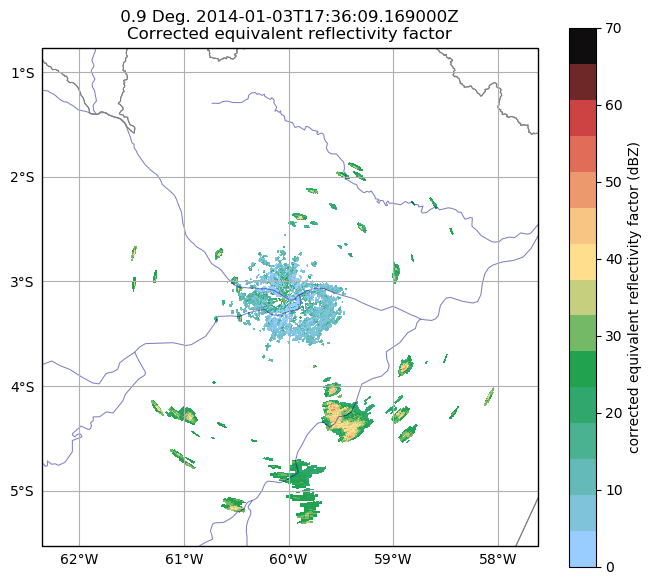 0.9 Deg. 2014-01-03T17:36:09.169000Z
Corrected equivalent reflectivity factor
1°S
2°S
3°S
4°S
5°S
62°W 61°W 60°W 59°W 58°W
70
60
50
40
30
20
10
0
corrected equivalent reflectivity factor (dBZ)